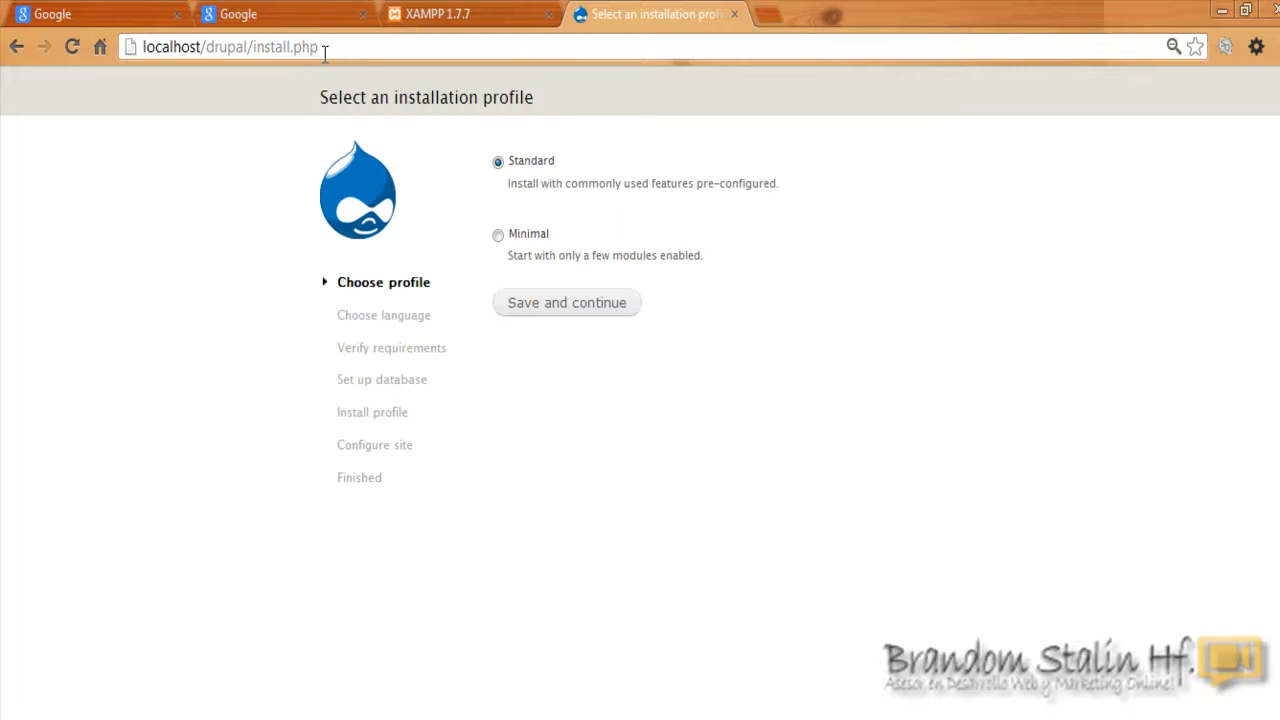 Google
Google
XAMPP 1.7.7
Select an installation prof
localhost/drupal/install.php
Select an installation profile
Standard
Install with commonly used features pre-configured.
Minimal
Start with only a few modules enabled.
Save and continue
Choose profile
Choose language
Verify requirements
Set up database
Install profile
Configure site
Finished
Brandom Stalin Hf.
Asesor en Desarrollo Web y Marketing Online!